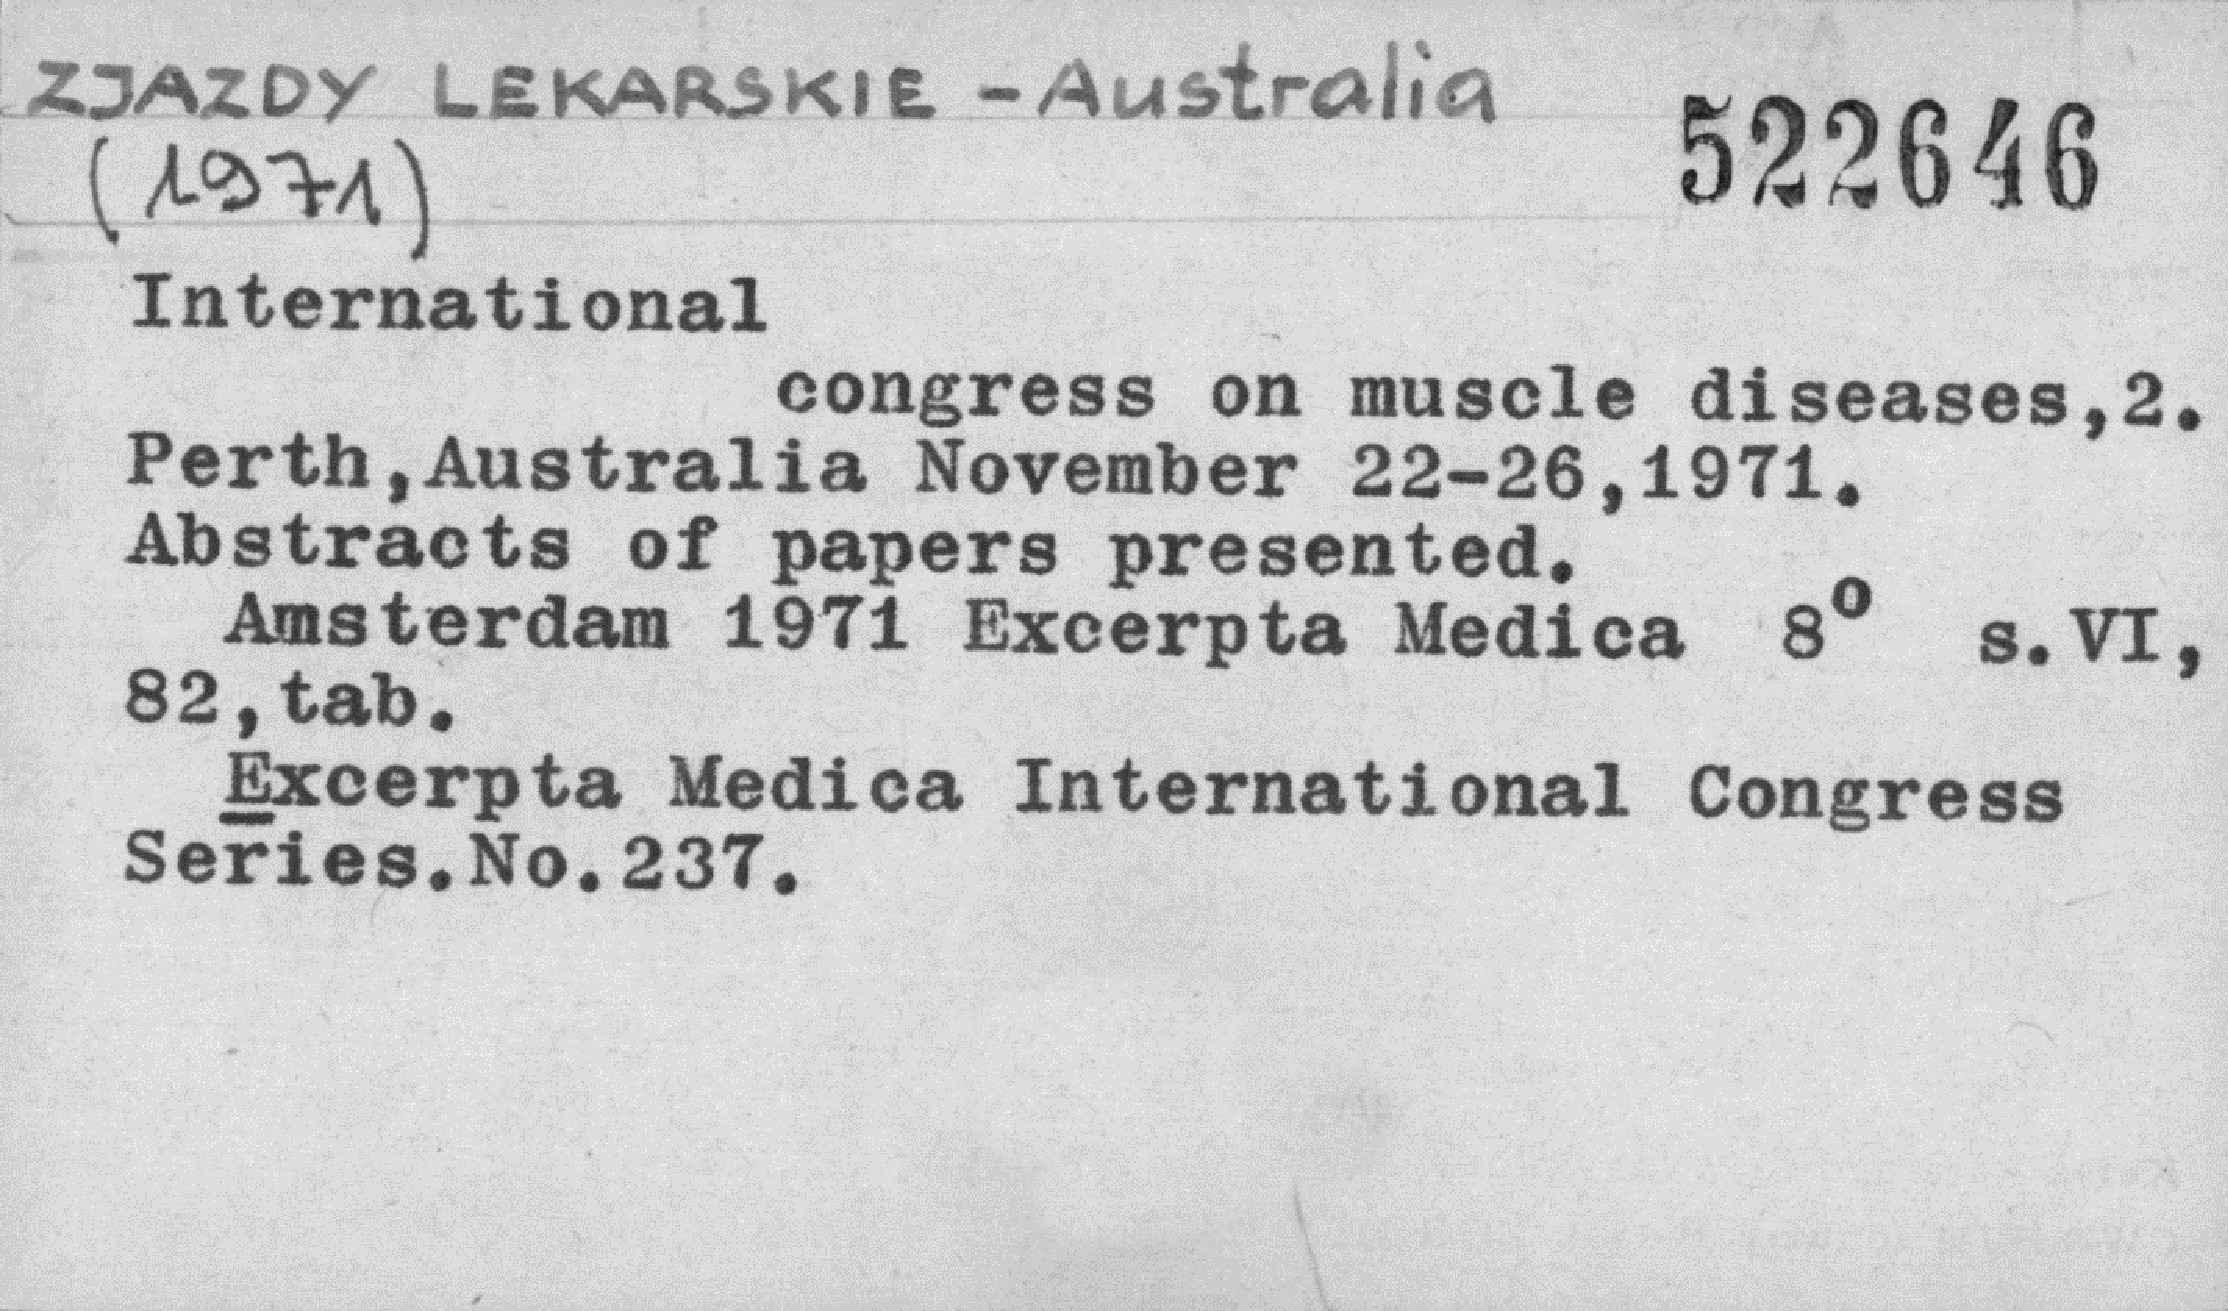 ZJAZDY LEKARSKIE - Australia
(1971)
522646
International
congress on muscle diseases,2.
Perth,Australia November 22-26,1971.
Abstracts of papers presented.
Amsterdam 1971 Excerpta Medica 8º s.VI,
82,tab.
Excerpta Medica International Congress
Series.No.237.